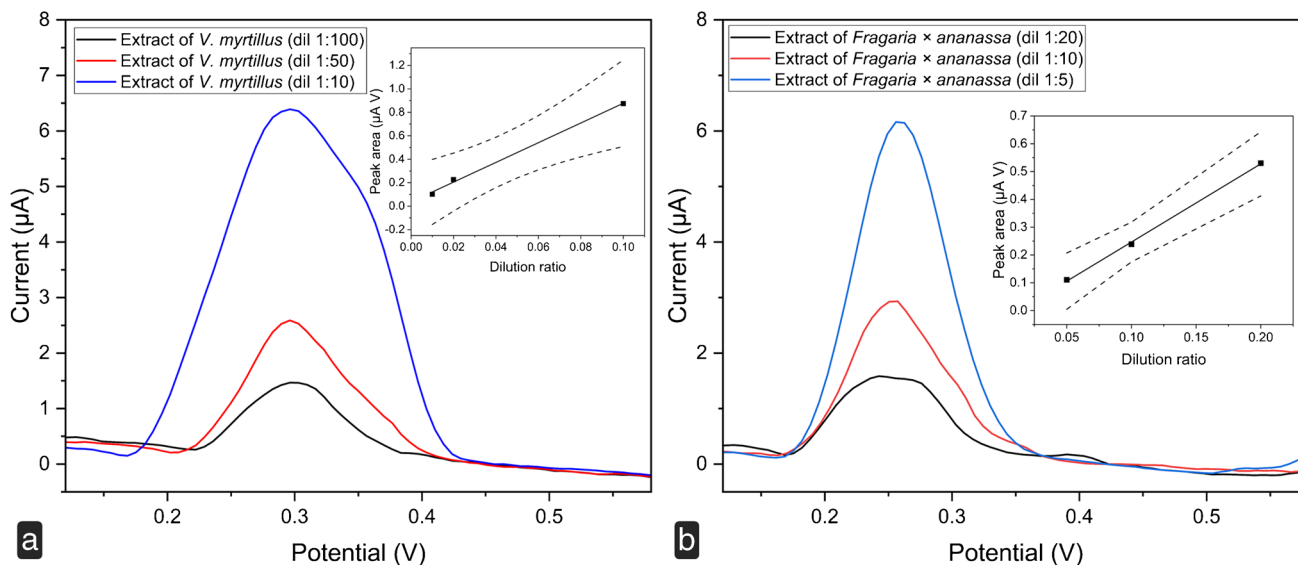 8
7
6
5
4
3
2
1
0
Current (µA)
Extract of V. myrtillus (dil 1:100)
Extract of V. myrtillus (dil 1:50)
Extract of V. myrtillus (dil 1:10)
1.2
1.0
0.8
0.6
0.4
0.2
0.0
-0.2
Peak area (µA V)
0.00 0.02 0.04 0.06 0.08 0.10
Dilution ratio
0.2 0.3 0.4 0.5
Potential (V)
a
8
7
6
5
4
3
2
1
0
Current (µA)
Extract of Fragaria × ananassa (dil 1:20)
Extract of Fragaria × ananassa (dil 1:10)
Extract of Fragaria × ananassa (dil 1:5)
0.7
0.6
0.5
0.4
0.3
0.2
0.1
0.0
Peak area (µA V)
0.05 0.10 0.15 0.20
Dilution ratio
0.2 0.3 0.4 0.5
Potential (V)
b